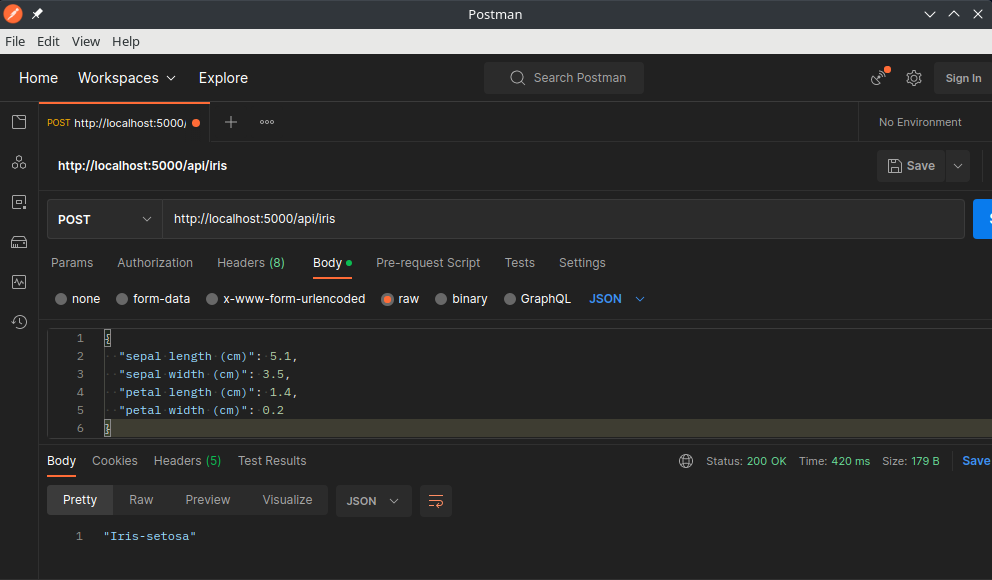 Postman
File Edit View Help
Home Workspaces Explore Search Postman Sign In
POST http://localhost:5000/ No Environment
http://localhost:5000/api/iris Save
POST http://localhost:5000/api/iris
Params Authorization Headers (8) Body Pre-request Script Tests Settings
none form-data x-www-form-urlencoded raw binary GraphQL JSON
1 {
2 "sepal length (cm)": 5.1,
3 "sepal width (cm)": 3.5,
4 "petal length (cm)": 1.4,
5 "petal width (cm)": 0.2
6 }
Body Cookies Headers (5) Test Results Status: 200 OK Time: 420 ms Size: 179 B Save
Pretty Raw Preview Visualize JSON
1 "Iris-setosa"